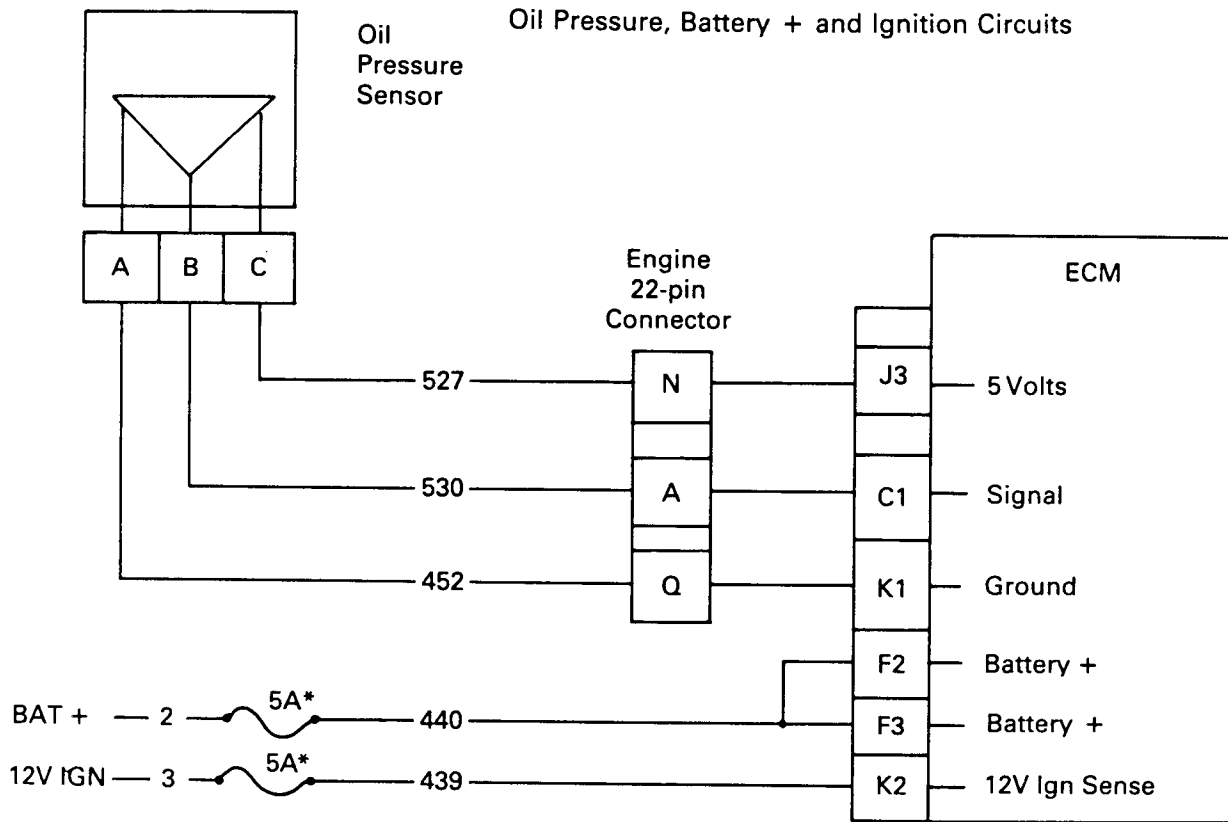 Oil Pressure, Battery + and Ignition Circuits
Oil
Pressure
Sensor
A B C
Engine
22-pin
Connector
ECM
527 N J3 5 Volts
530 A C1 Signal
452 Q K1 Ground
F2 Battery +
BAT + 2 5A* 440 F3 Battery +
12V IGN 3 5A* 439 K2 12V Ign Sense